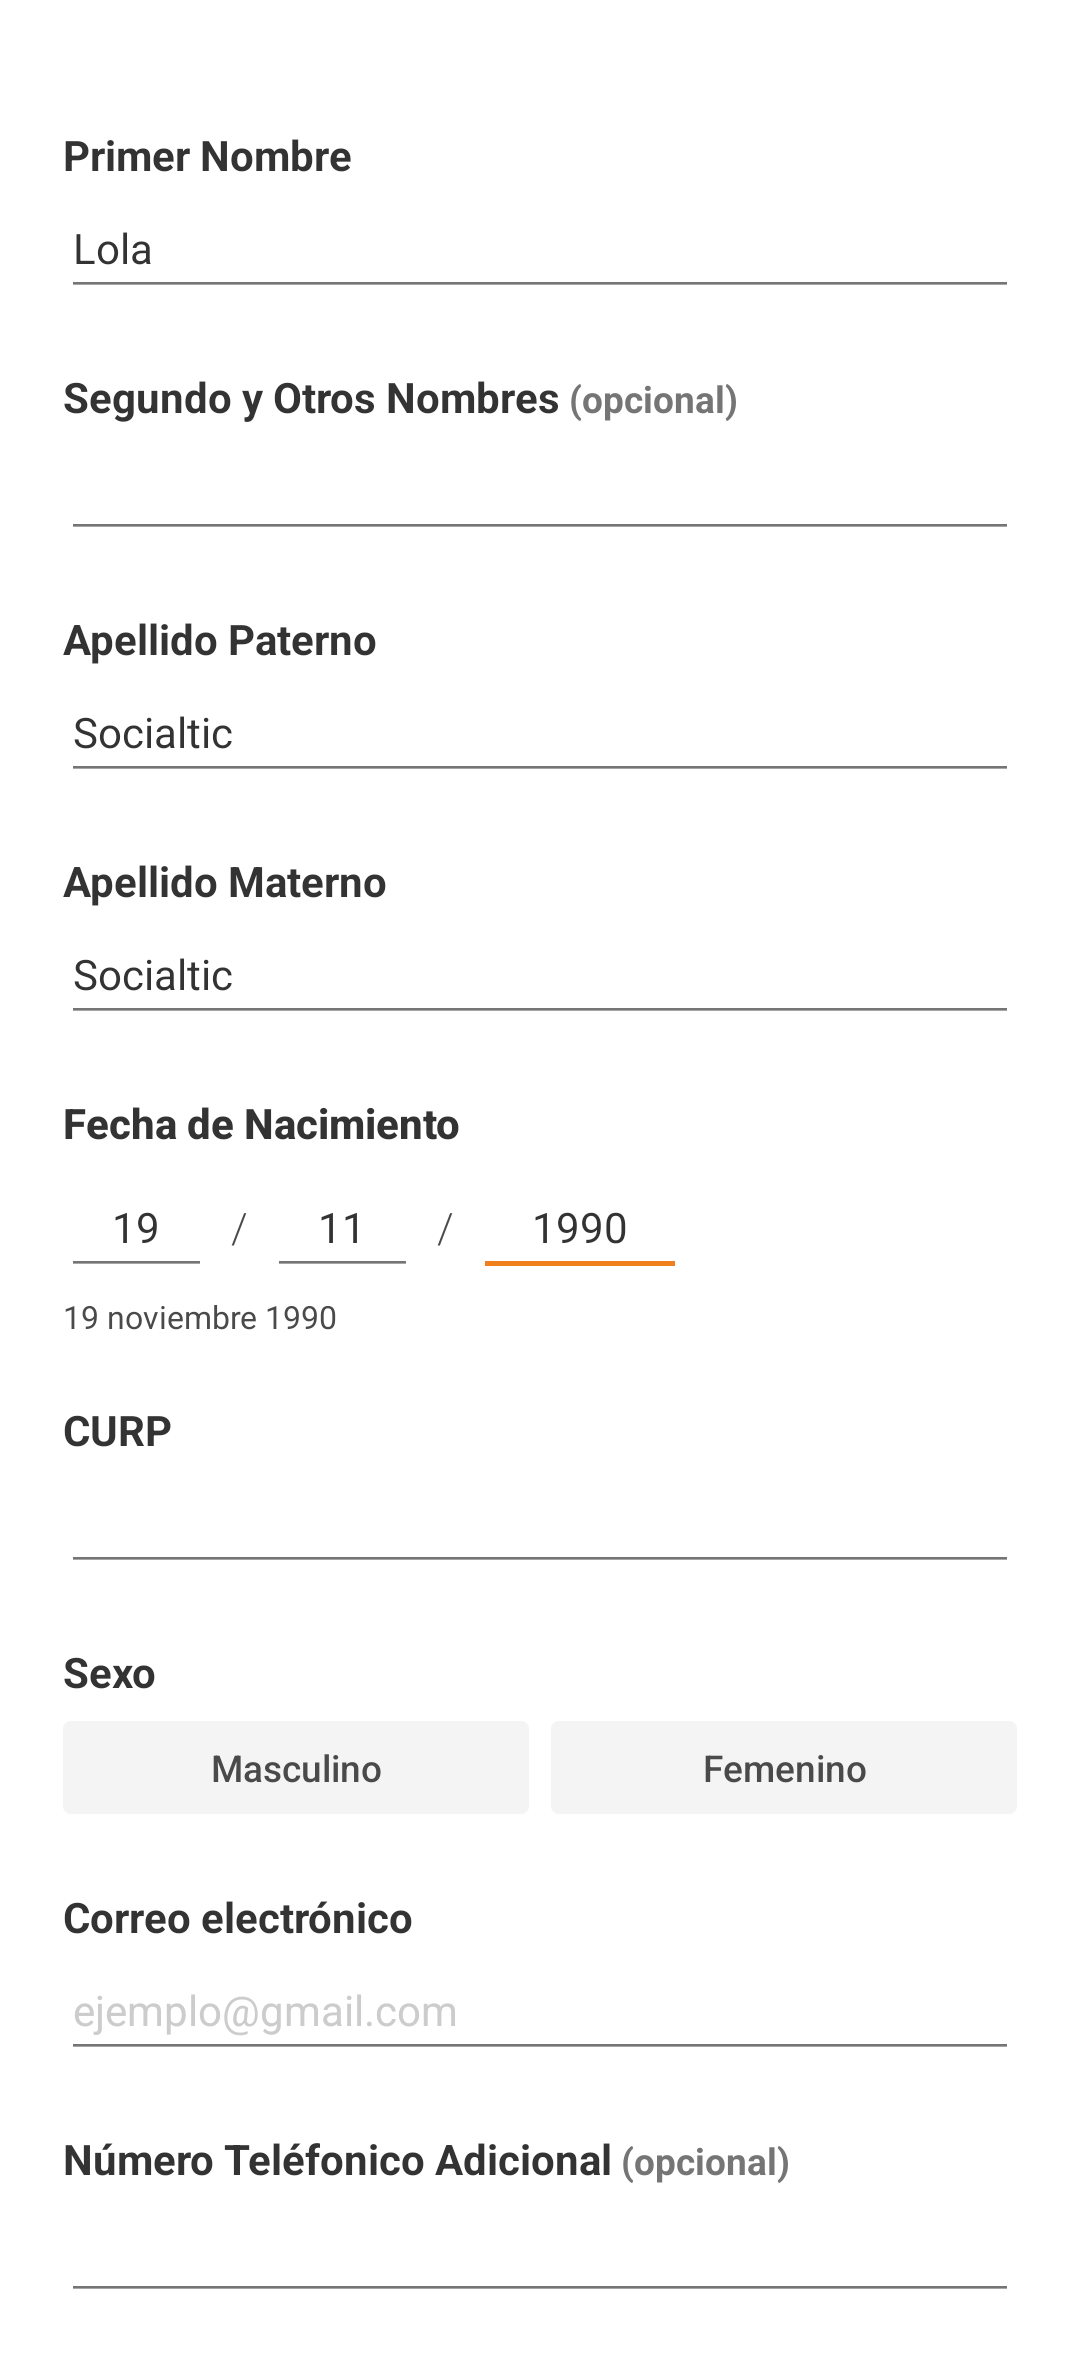 Primer Nombre
Lola
Segundo y Otros Nombres (opcional)
Apellido Paterno
Socialtic
Apellido Materno
Socialtic
Fecha de Nacimiento
19 / 11 / 1990
19 noviembre 1990
CURP
Sexo
Masculino Femenino
Correo electrónico
ejemplo@gmail.com
Número Teléfonico Adicional (opcional)